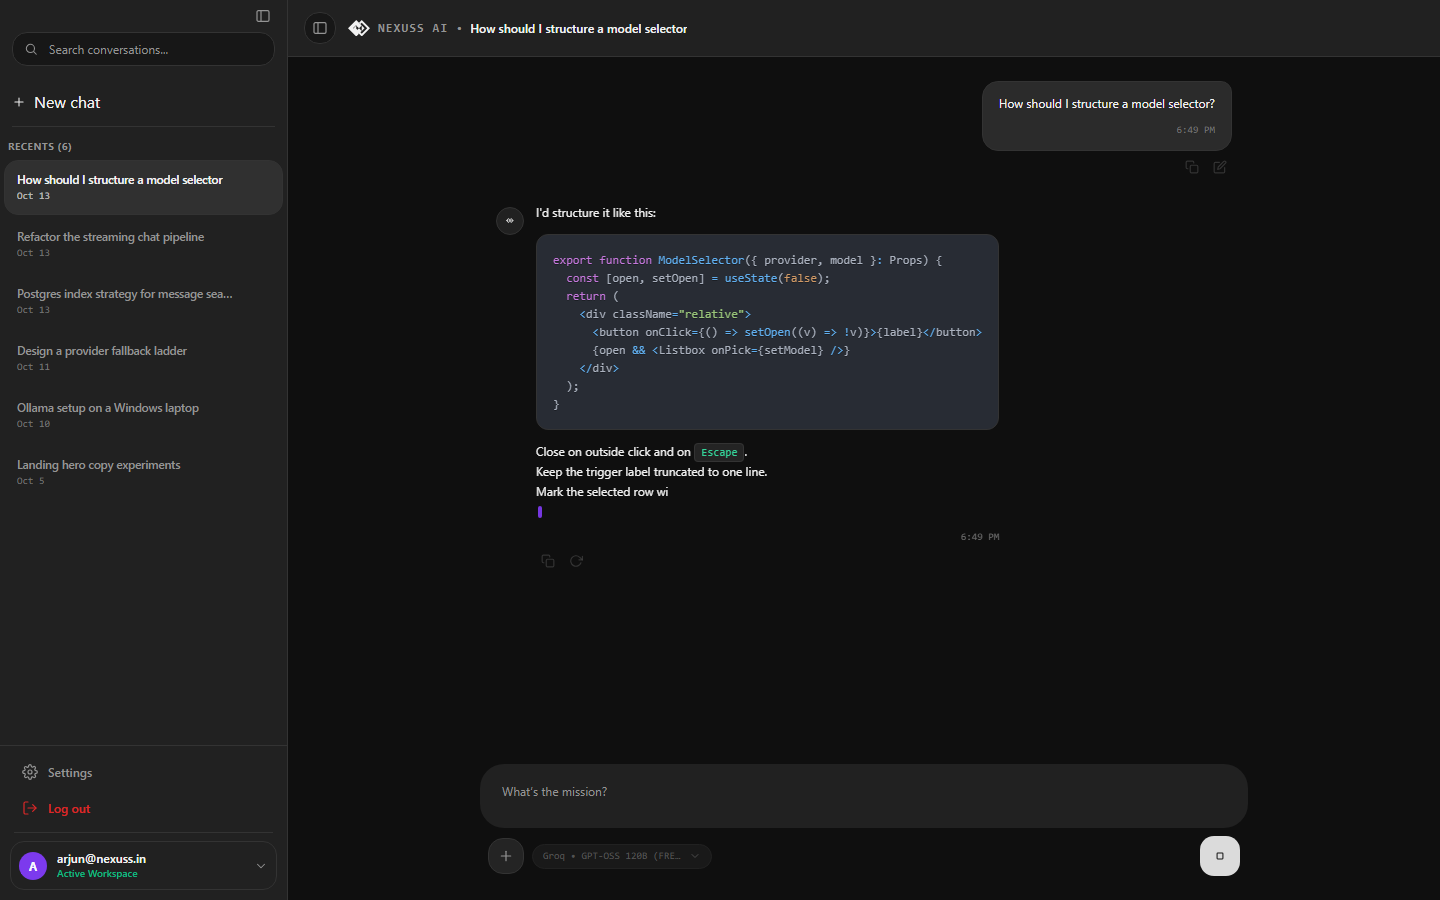 Search conversations...
New chat
RECENTS (6)
How should I structure a model selector
Oct 13
Refactor the streaming chat pipeline
Oct 13
Postgres index strategy for message sea...
Oct 13
Design a provider fallback ladder
Oct 11
Ollama setup on a Windows laptop
Oct 10
Landing hero copy experiments
Oct 5
Settings
Log out
A
arjun@nexuss.in
Active Workspace
NEXUSS AI • How should I structure a model selector
How should I structure a model selector?
6:49 PM
I'd structure it like this:
export function ModelSelector({ provider, model }: Props) {
  const [open, setOpen] = useState(false);
  return (
    <div className="relative">
      <button onClick={() => setOpen((v) => !v)}>{label}</button>
      {open && <Listbox onPick={setModel} />}
    </div>
  );
}
Close on outside click and on Escape.
Keep the trigger label truncated to one line.
Mark the selected row wi
6:49 PM
What's the mission?
Groq • GPT-OSS 120B (FRE…